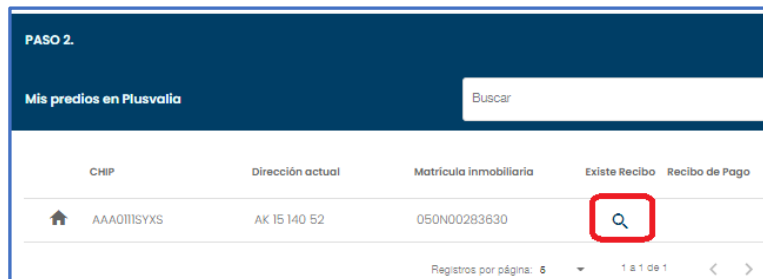 PASO 2.
Mis predios en Plusvalia
Buscar
CHIP Dirección actual Matrícula inmobiliaria Existe Recibo Recibo de Pago
AAA0111SYXS AK 15 140 52 050N00283630
Registros por página: 5 1 a 1 de 1